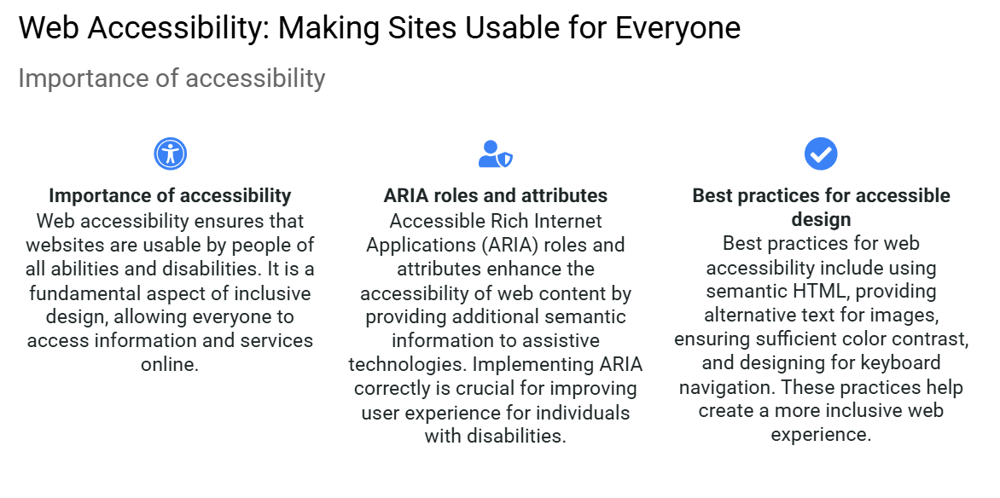 Web Accessibility: Making Sites Usable for Everyone
Importance of accessibility
Importance of accessibility
Web accessibility ensures that
websites are usable by people of
all abilities and disabilities. It is a
fundamental aspect of inclusive
design, allowing everyone to
access information and services
online.
ARIA roles and attributes
Accessible Rich Internet
Applications (ARIA) roles and
attributes enhance the
accessibility of web content by
providing additional semantic
information to assistive
technologies. Implementing ARIA
correctly is crucial for improving
user experience for individuals
with disabilities.
Best practices for accessible
design
Best practices for web
accessibility include using
semantic HTML, providing
alternative text for images,
ensuring sufficient color contrast,
and designing for keyboard
navigation. These practices help
create a more inclusive web
experience.